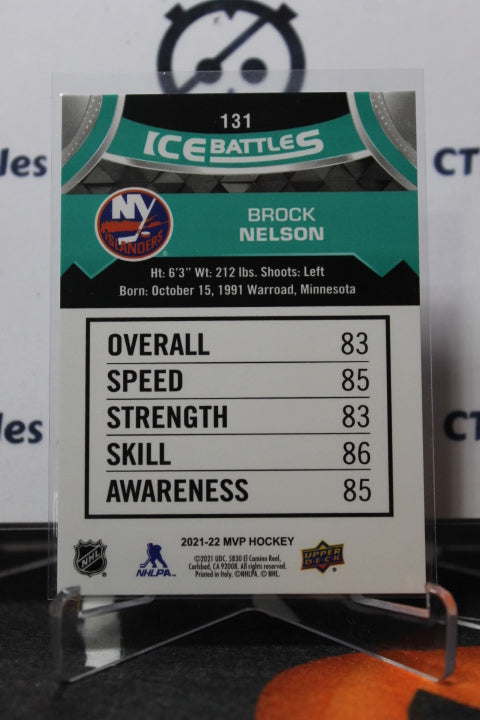 131
ICE BATTLES
NY
ISLANDERS
BROCK
NELSON
Ht: 6'3" Wt: 212 lbs. Shoots: Left
Born: October 15, 1991 Warroad, Minnesota
OVERALL 83
SPEED 85
STRENGTH 83
SKILL 86
AWARENESS 85
2021-22 MVP HOCKEY
©2021 UDC, 5830 El Camino Real,
Carlsbad, CA 92008. All rights reserved.
Printed in Italy. ©NHLPA. © NHL.
NHL
NHLPA
UPPER
DECK
CT
CT